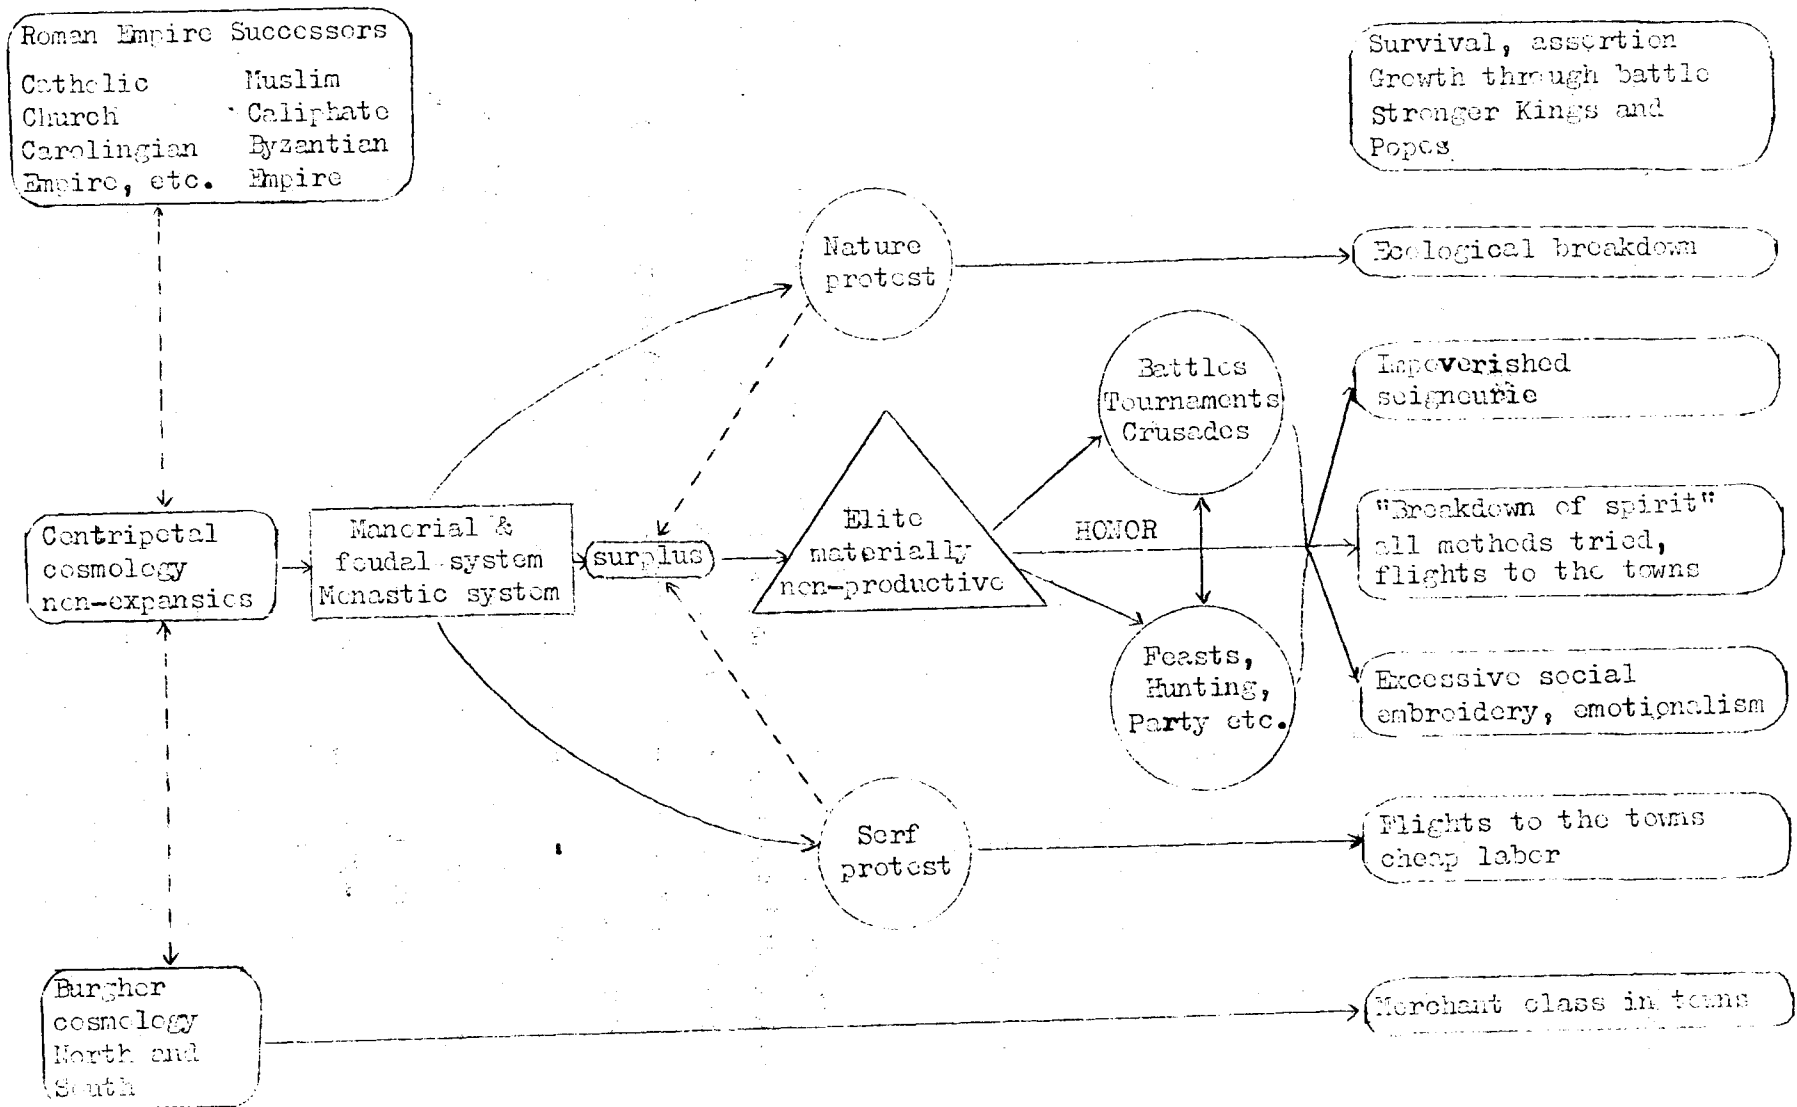 Roman Empire Successors
Catholic
Church
Carolingian
Empire, etc.
Muslim
Caliphate
Byzantian
Empire
Survival, assertion
Growth through battle
Stronger Kings and
Popes
Nature
protest
Ecological breakdown
Battles
Tournaments
Crusades
Impoverished
seigneurie
Centripetal
cosmology
non-expansics
Manorial &
feudal system
Monastic system
surplus
Elite
materially
non-productive
HONOR
"Breakdown of spirit"
all methods tried,
flights to the towns
Feasts,
Hunting,
Party etc.
Excessive social
embroidery, emotionalism
Serf
protest
Flights to the towns
cheap labor
Burgher
cosmology
North and
South
Merchant class in towns